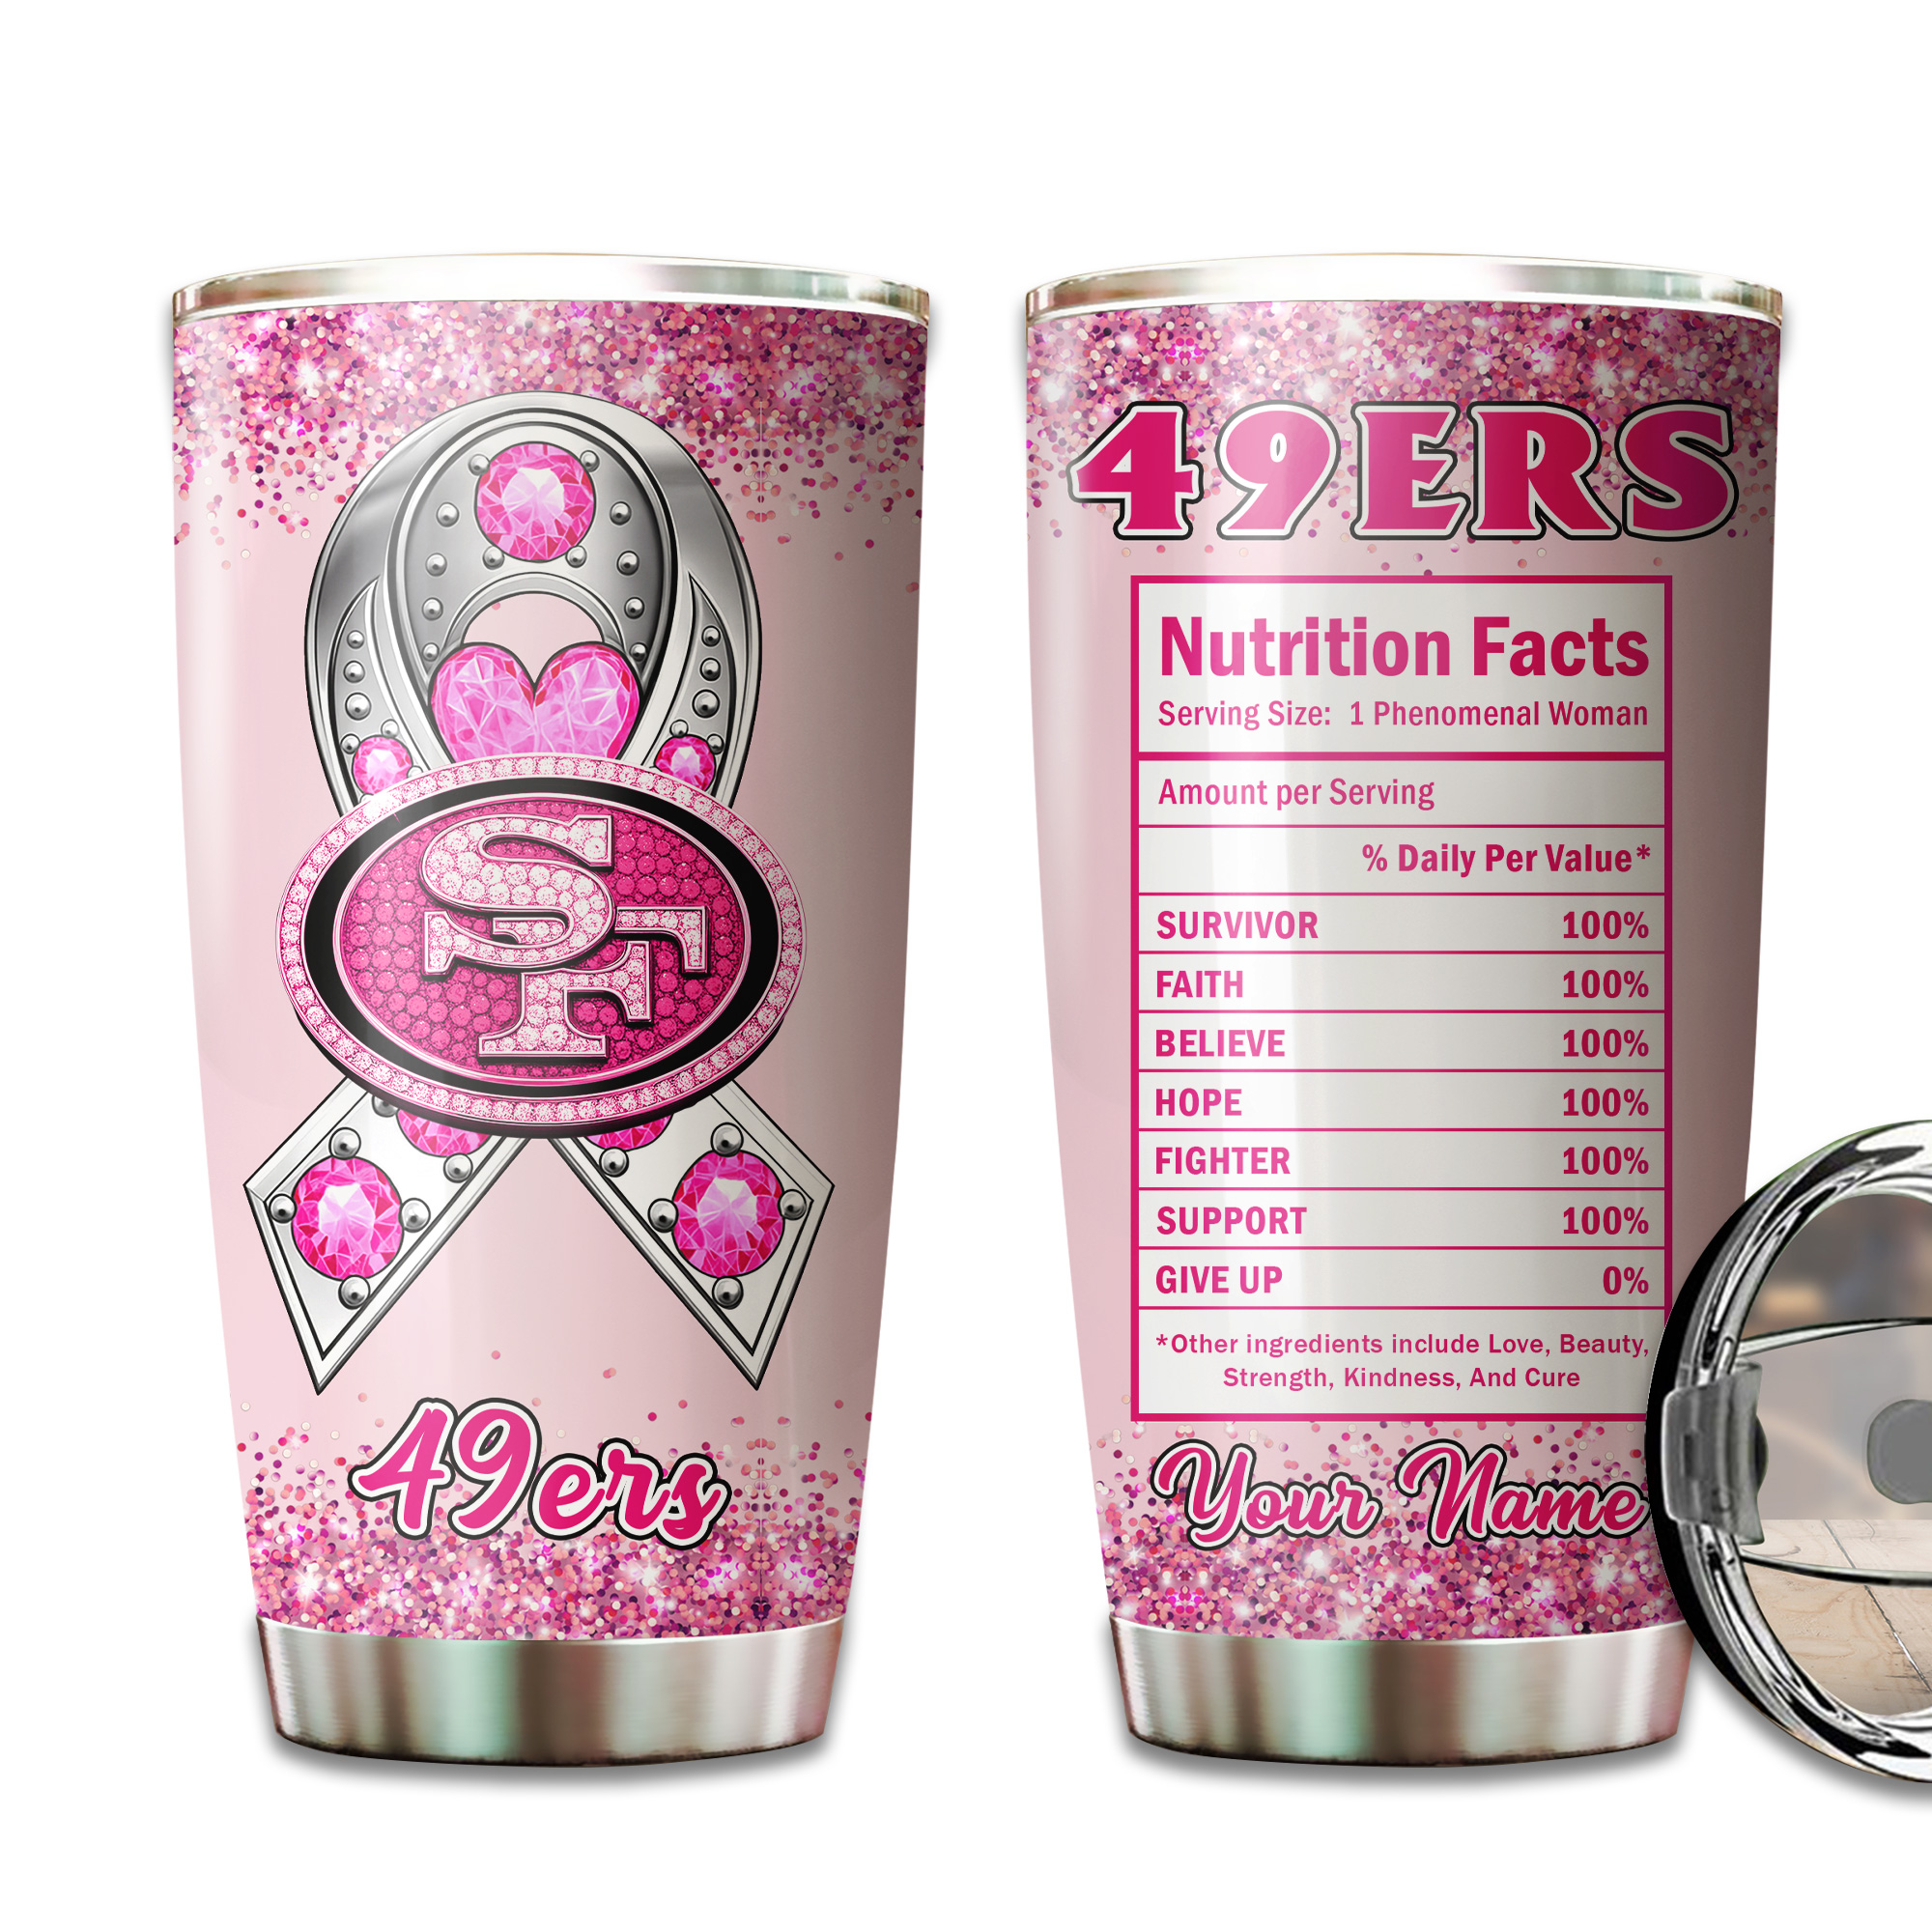 SF
49ers
49ERS
Nutrition Facts
Serving Size: 1 Phenomenal Woman
Amount per Serving
% Daily Per Value*
SURVIVOR 100%
FAITH 100%
BELIEVE 100%
HOPE 100%
FIGHTER 100%
SUPPORT 100%
GIVE UP 0%
*Other ingredients include Love, Beauty,
Strength, Kindness, And Cure
Your Name